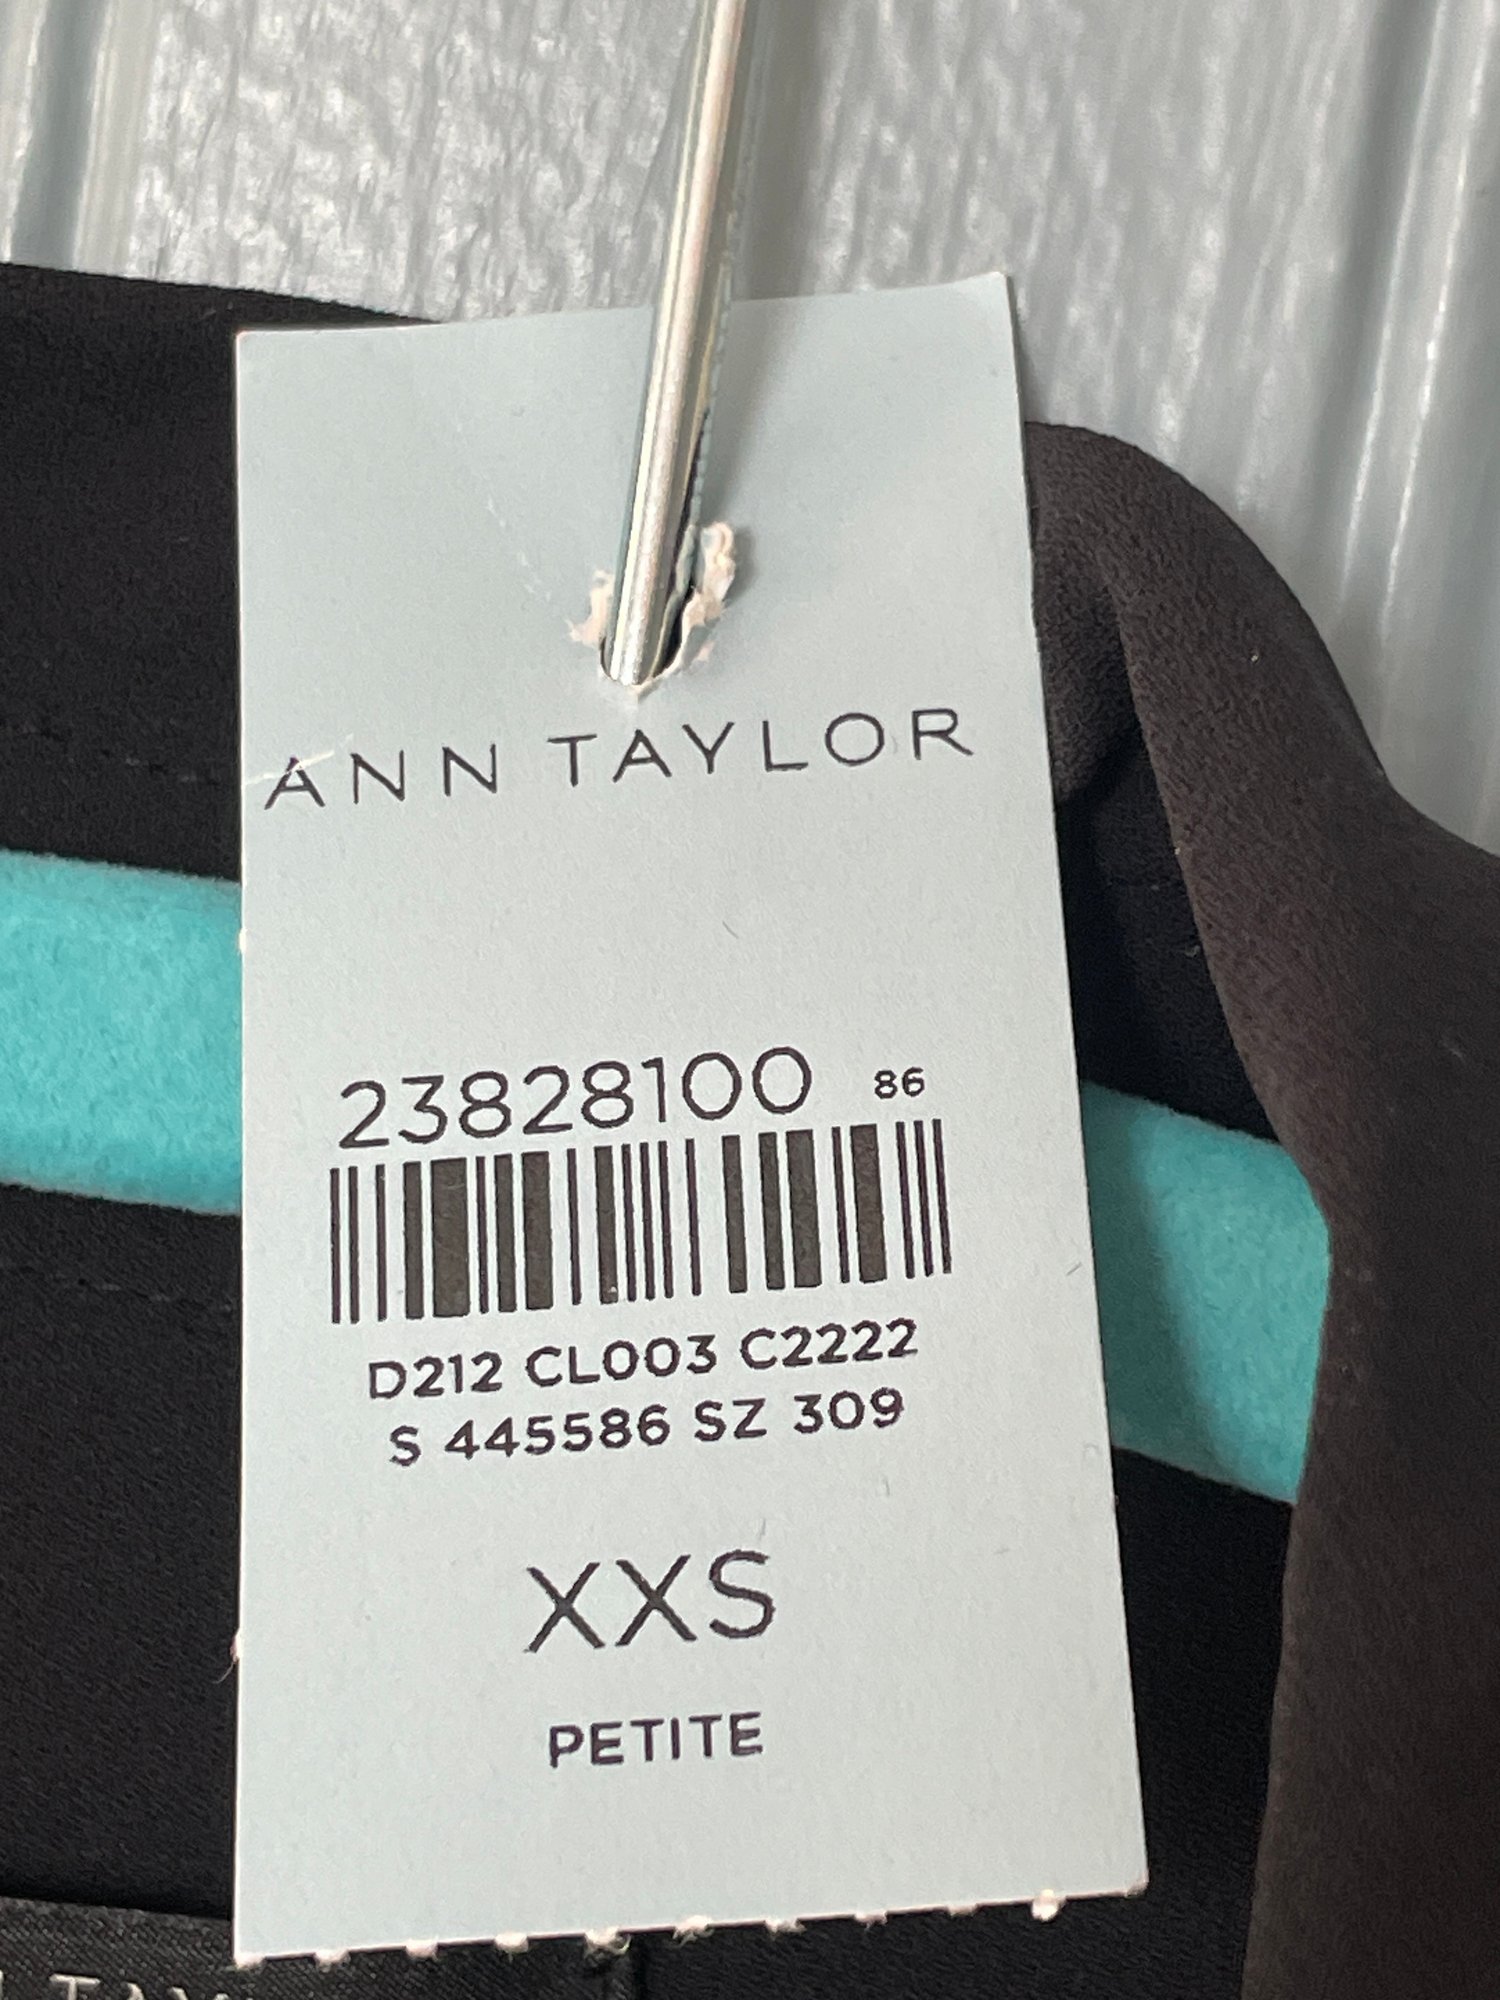 ANN TAYLOR
23828100 86
D212 CL003 C2222
S 445586 SZ 309
XXS
PETITE